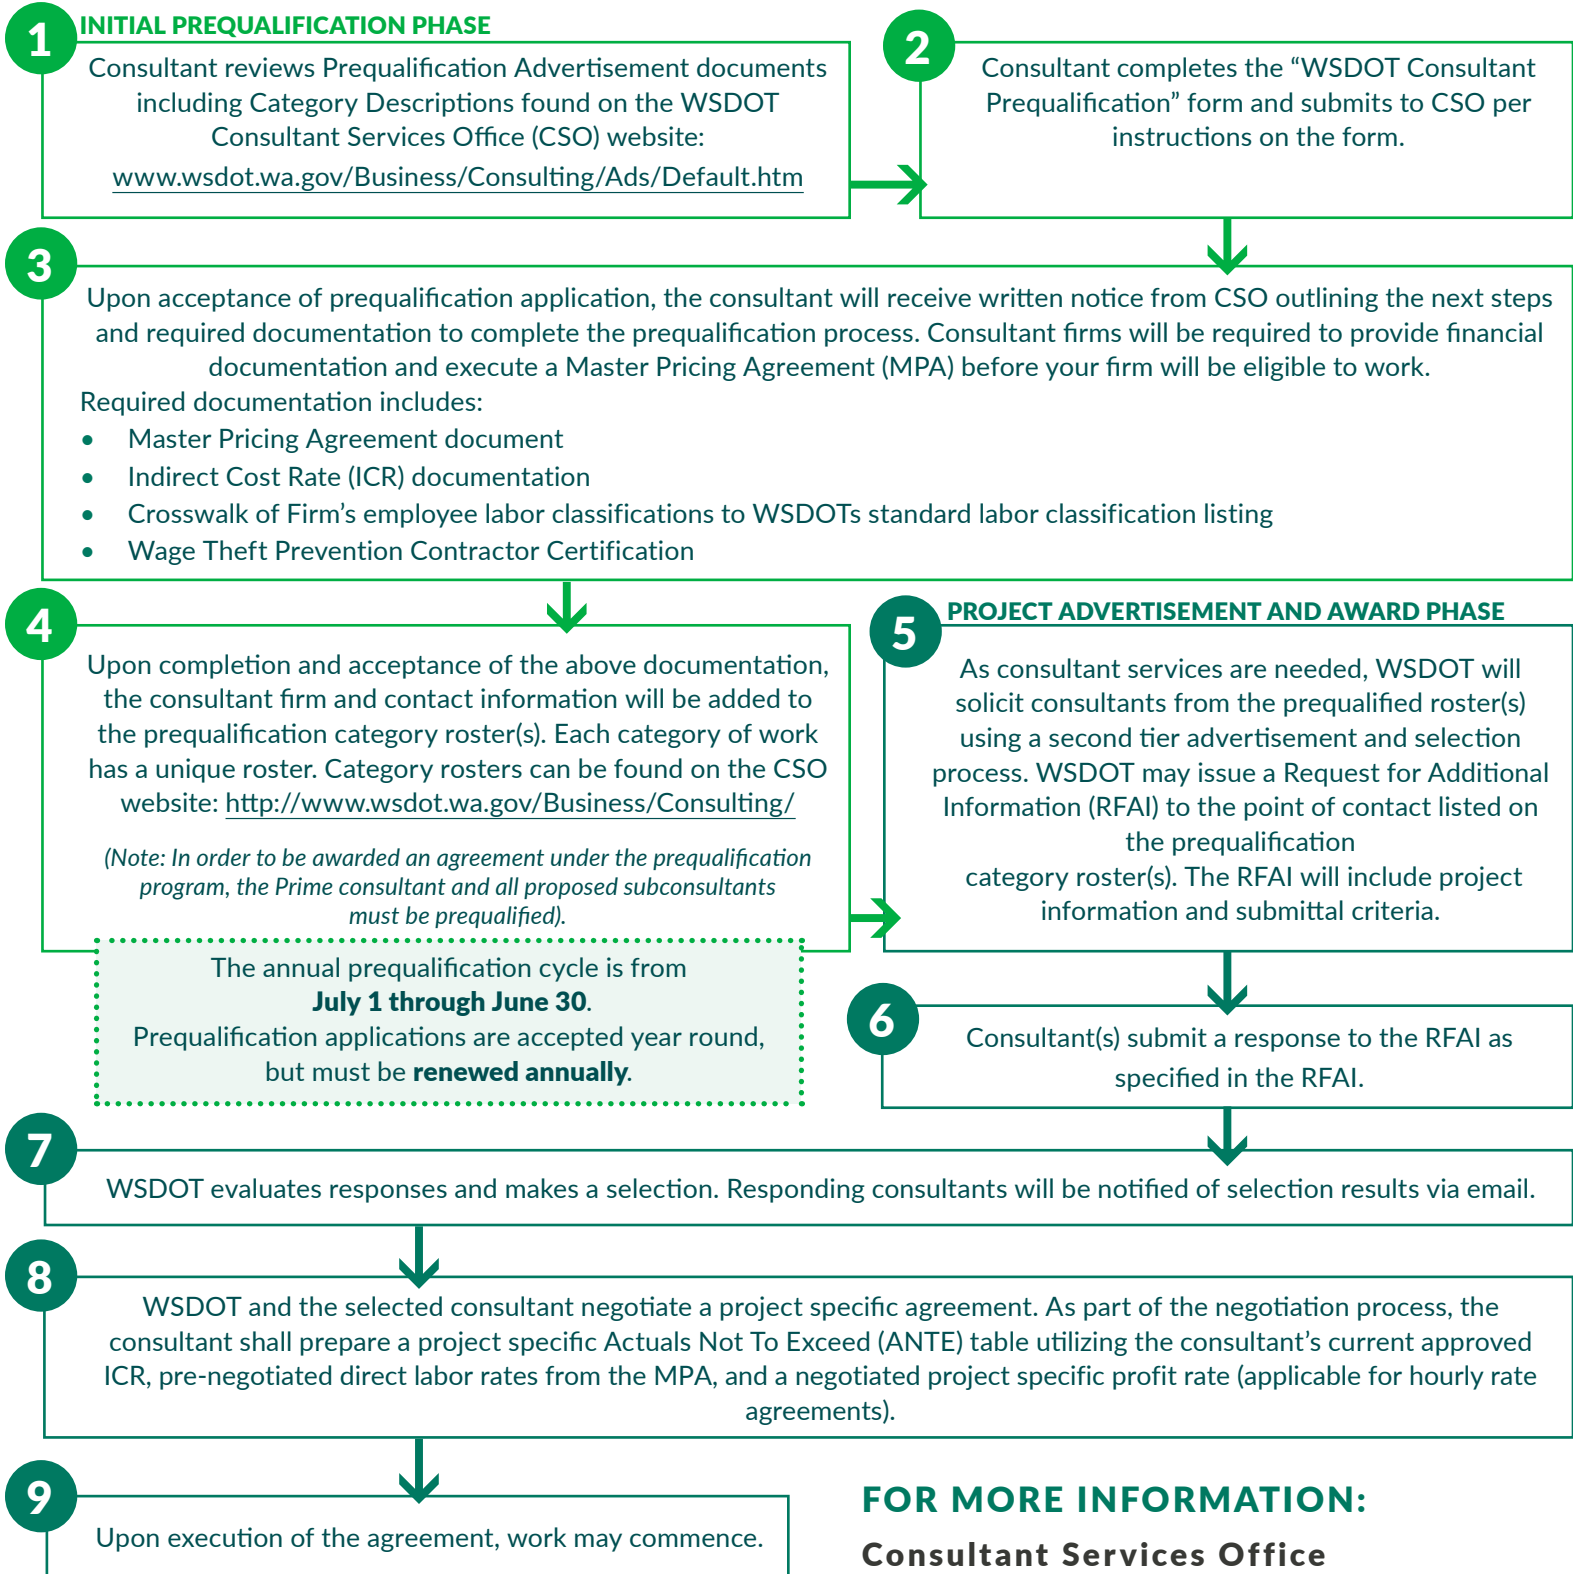 1
INITIAL PREQUALIFICATION PHASE
Consultant reviews Prequalification Advertisement documents
including Category Descriptions found on the WSDOT
Consultant Services Office (CSO) website:
www.wsdot.wa.gov/Business/Consulting/Ads/Default.htm
2
Consultant completes the “WSDOT Consultant
Prequalification” form and submits to CSO per
instructions on the form.
3
Upon acceptance of prequalification application, the consultant will receive written notice from CSO outlining the next steps
and required documentation to complete the prequalification process. Consultant firms will be required to provide financial
documentation and execute a Master Pricing Agreement (MPA) before your firm will be eligible to work.
Required documentation includes:
• Master Pricing Agreement document
• Indirect Cost Rate (ICR) documentation
• Crosswalk of Firm’s employee labor classifications to WSDOTs standard labor classification listing
• Wage Theft Prevention Contractor Certification
4
Upon completion and acceptance of the above documentation,
the consultant firm and contact information will be added to
the prequalification category roster(s). Each category of work
has a unique roster. Category rosters can be found on the CSO
website: http://www.wsdot.wa.gov/Business/Consulting/
(Note: In order to be awarded an agreement under the prequalification
program, the Prime consultant and all proposed subconsultants
must be prequalified).
The annual prequalification cycle is from
July 1 through June 30.
Prequalification applications are accepted year round,
but must be renewed annually.
5
PROJECT ADVERTISEMENT AND AWARD PHASE
As consultant services are needed, WSDOT will
solicit consultants from the prequalified roster(s)
using a second tier advertisement and selection
process. WSDOT may issue a Request for Additional
Information (RFAI) to the point of contact listed on
the prequalification
category roster(s). The RFAI will include project
information and submittal criteria.
6
Consultant(s) submit a response to the RFAI as
specified in the RFAI.
7
WSDOT evaluates responses and makes a selection. Responding consultants will be notified of selection results via email.
8
WSDOT and the selected consultant negotiate a project specific agreement. As part of the negotiation process, the
consultant shall prepare a project specific Actuals Not To Exceed (ANTE) table utilizing the consultant’s current approved
ICR, pre-negotiated direct labor rates from the MPA, and a negotiated project specific profit rate (applicable for hourly rate
agreements).
9
Upon execution of the agreement, work may commence.
FOR MORE INFORMATION:
Consultant Services Office